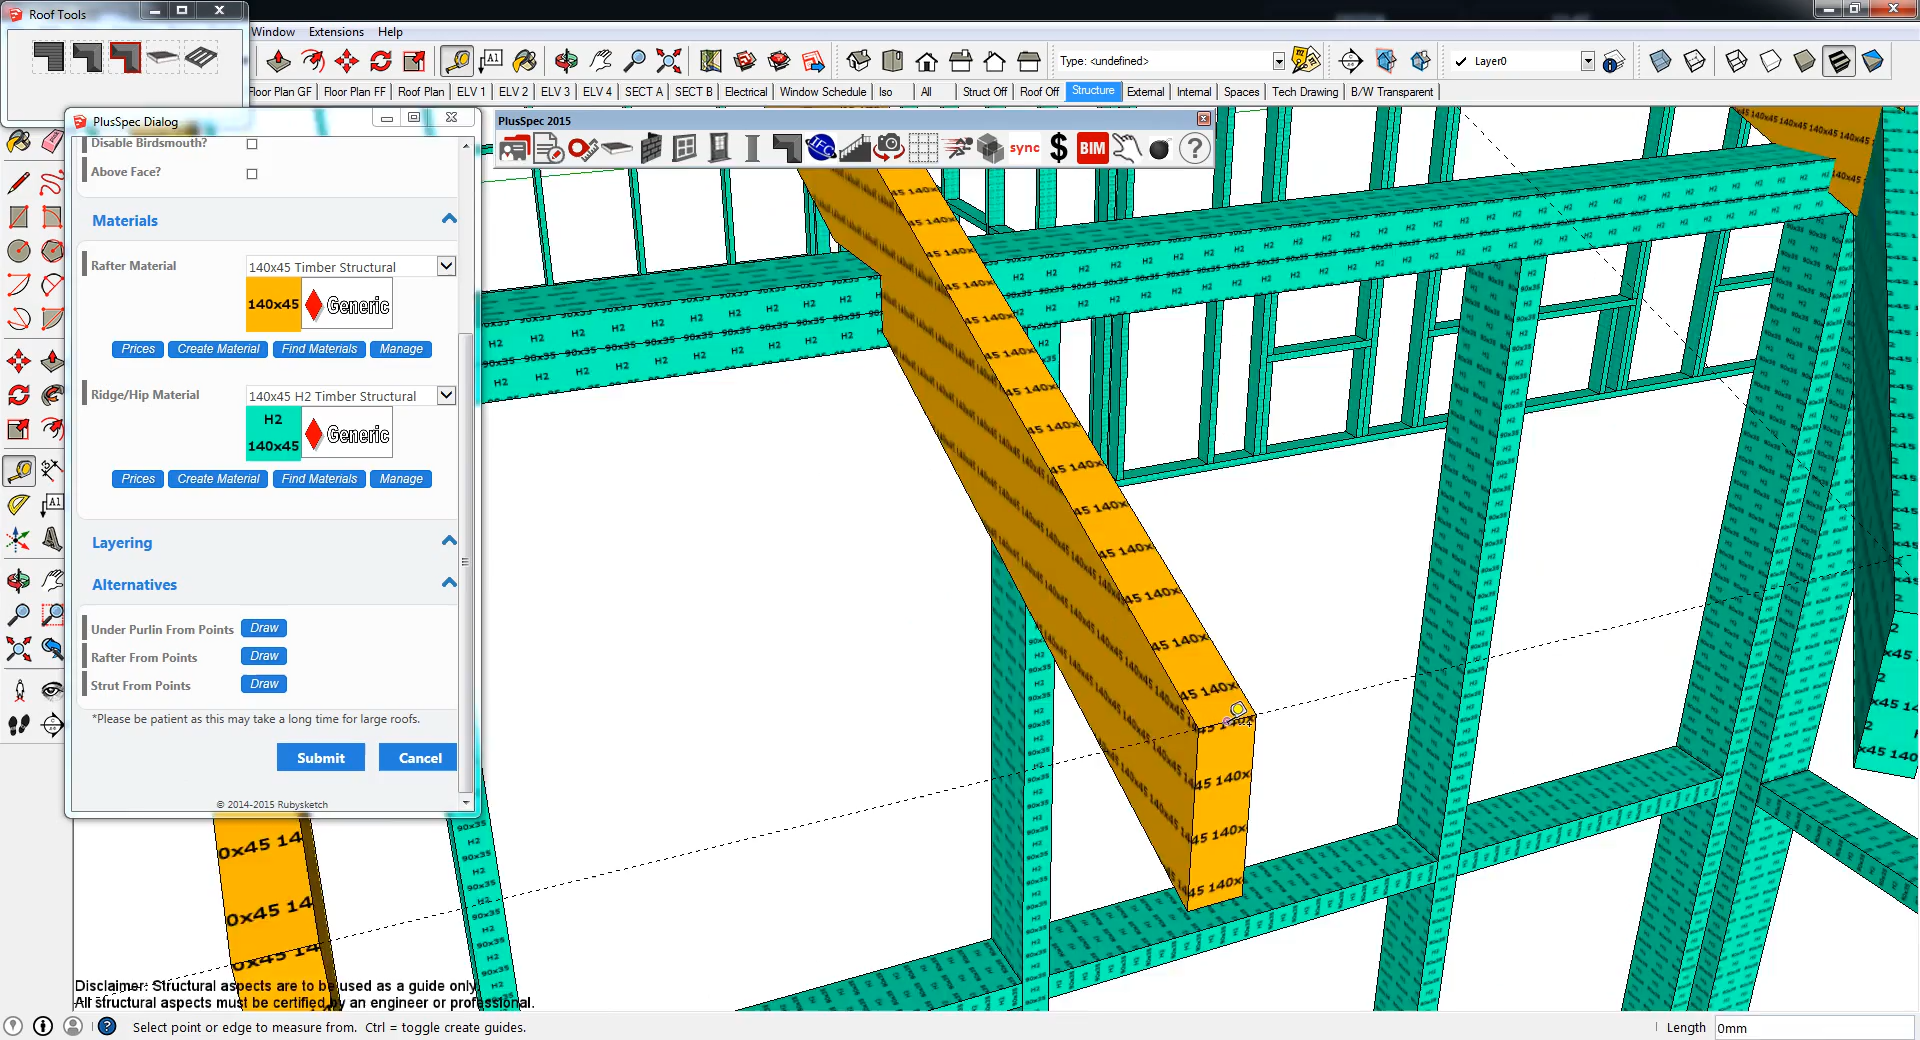 Roof Tools
Window Extensions Help
Type: <undefined>
Layer0
Floor Plan GF Floor Plan FF Roof Plan ELV 1 ELV 2 ELV 3 ELV 4 SECT A SECT B Electrical Window Schedule Iso All Struct Off Roof Off Structure External Internal Spaces Tech Drawing B/W Transparent
PlusSpec Dialog
PlusSpec 2015
IFC sync $ BIM ?
Disable Birdsmouth?
Above Face?
Materials
Rafter Material 140x45 Timber Structural
140x45 Generic
Prices Create Material Find Materials Manage
Ridge/Hip Material 140x45 H2 Timber Structural
H2
140x45
Generic
Prices Create Material Find Materials Manage
Layering
Alternatives
Under Purlin From Points Draw
Rafter From Points Draw
Strut From Points Draw
*Please be patient as this may take a long time for large roofs.
Submit Cancel
© 2014-2015 Rubysketch
Disclaimer: Structural aspects are to be used as a guide only
All structural aspects must be certified by an engineer or professional.
Select point or edge to measure from. Ctrl = toggle create guides.
Length 0mm